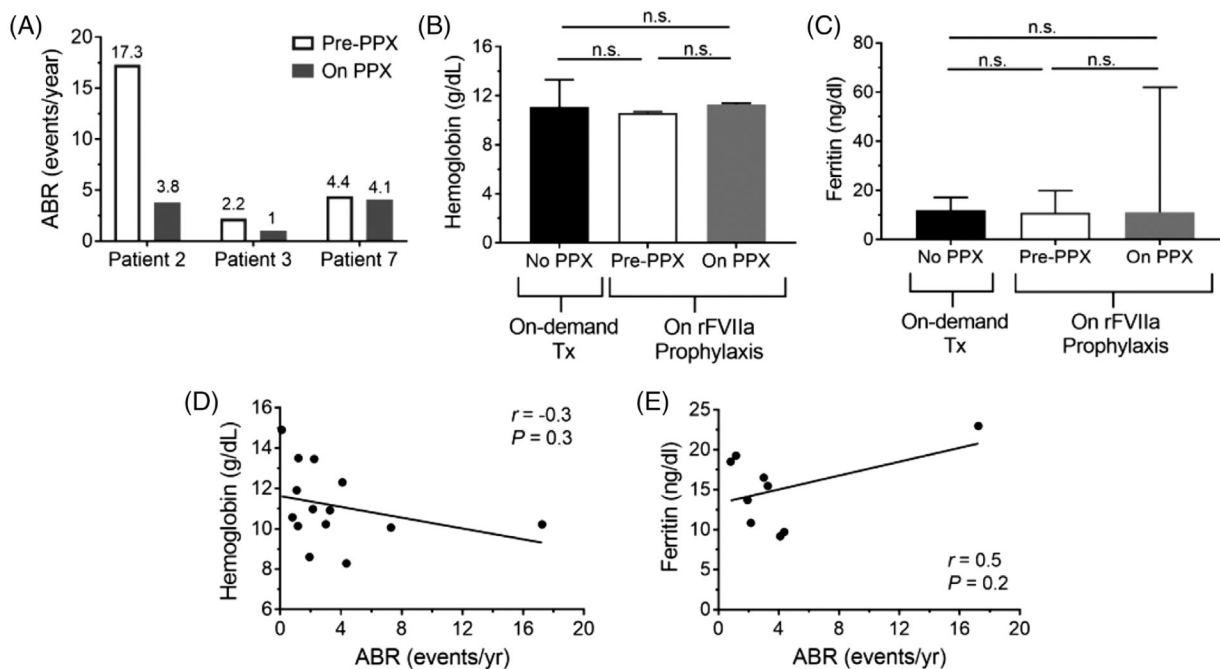 (A)
ABR (events/year)
20
15
10
5
0
17.3
3.8
2.2
1
4.4
4.1
Pre-PPX
On PPX
Patient 2 Patient 3 Patient 7
(B)
Hemoglobin (g/dL)
16
12
8
4
0
n.s.
n.s. n.s.
No PPX Pre-PPX On PPX
On-demand On rFVIIa
Tx Prophylaxis
(C)
Ferritin (ng/dl)
80
60
40
20
0
n.s.
n.s. n.s.
No PPX Pre-PPX On PPX
On-demand On rFVIIa
Tx Prophylaxis
(D)
Hemoglobin (g/dL)
16
14
12
10
8
6
r = -0.3
P = 0.3
0 4 8 12 16 20
ABR (events/yr)
(E)
Ferritin (ng/dl)
25
20
15
10
5
0
r = 0.5
P = 0.2
0 4 8 12 16 20
ABR (events/yr)